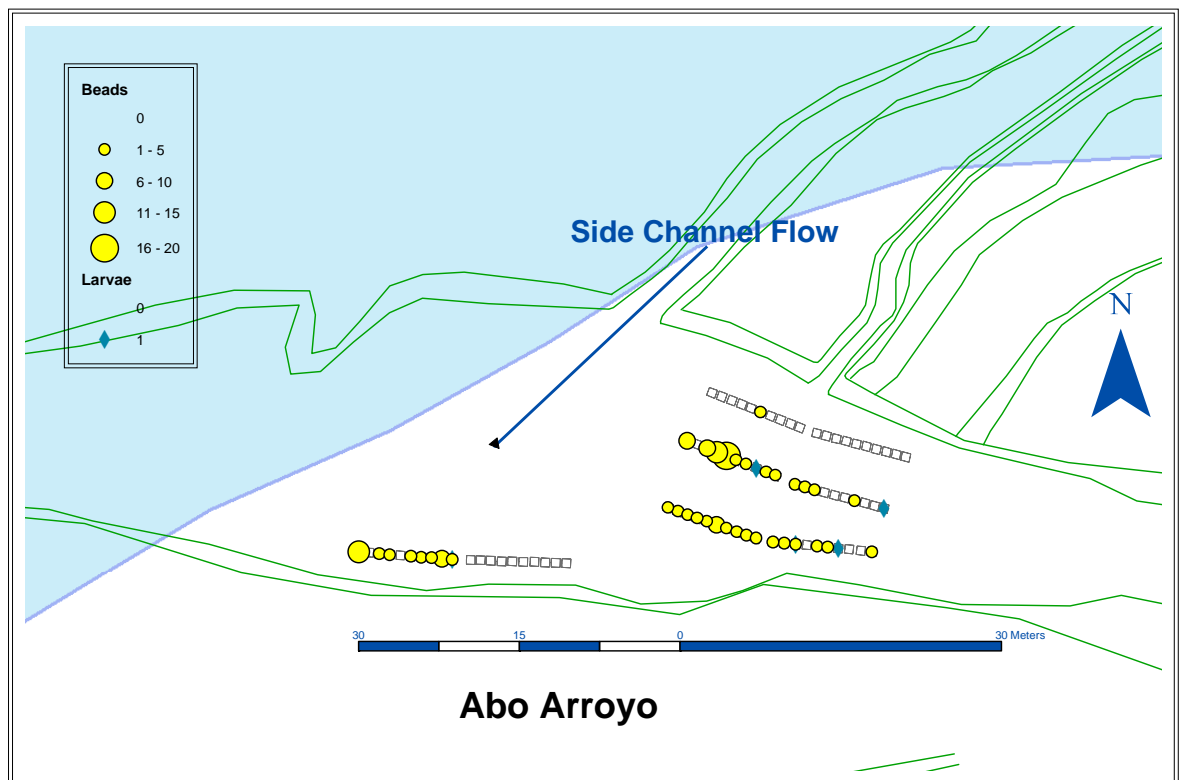 Beads
0
1 - 5
6 - 10
11 - 15
16 - 20
Larvae
0
1
Side Channel Flow
N
30 15 0 30 Meters
Abo Arroyo